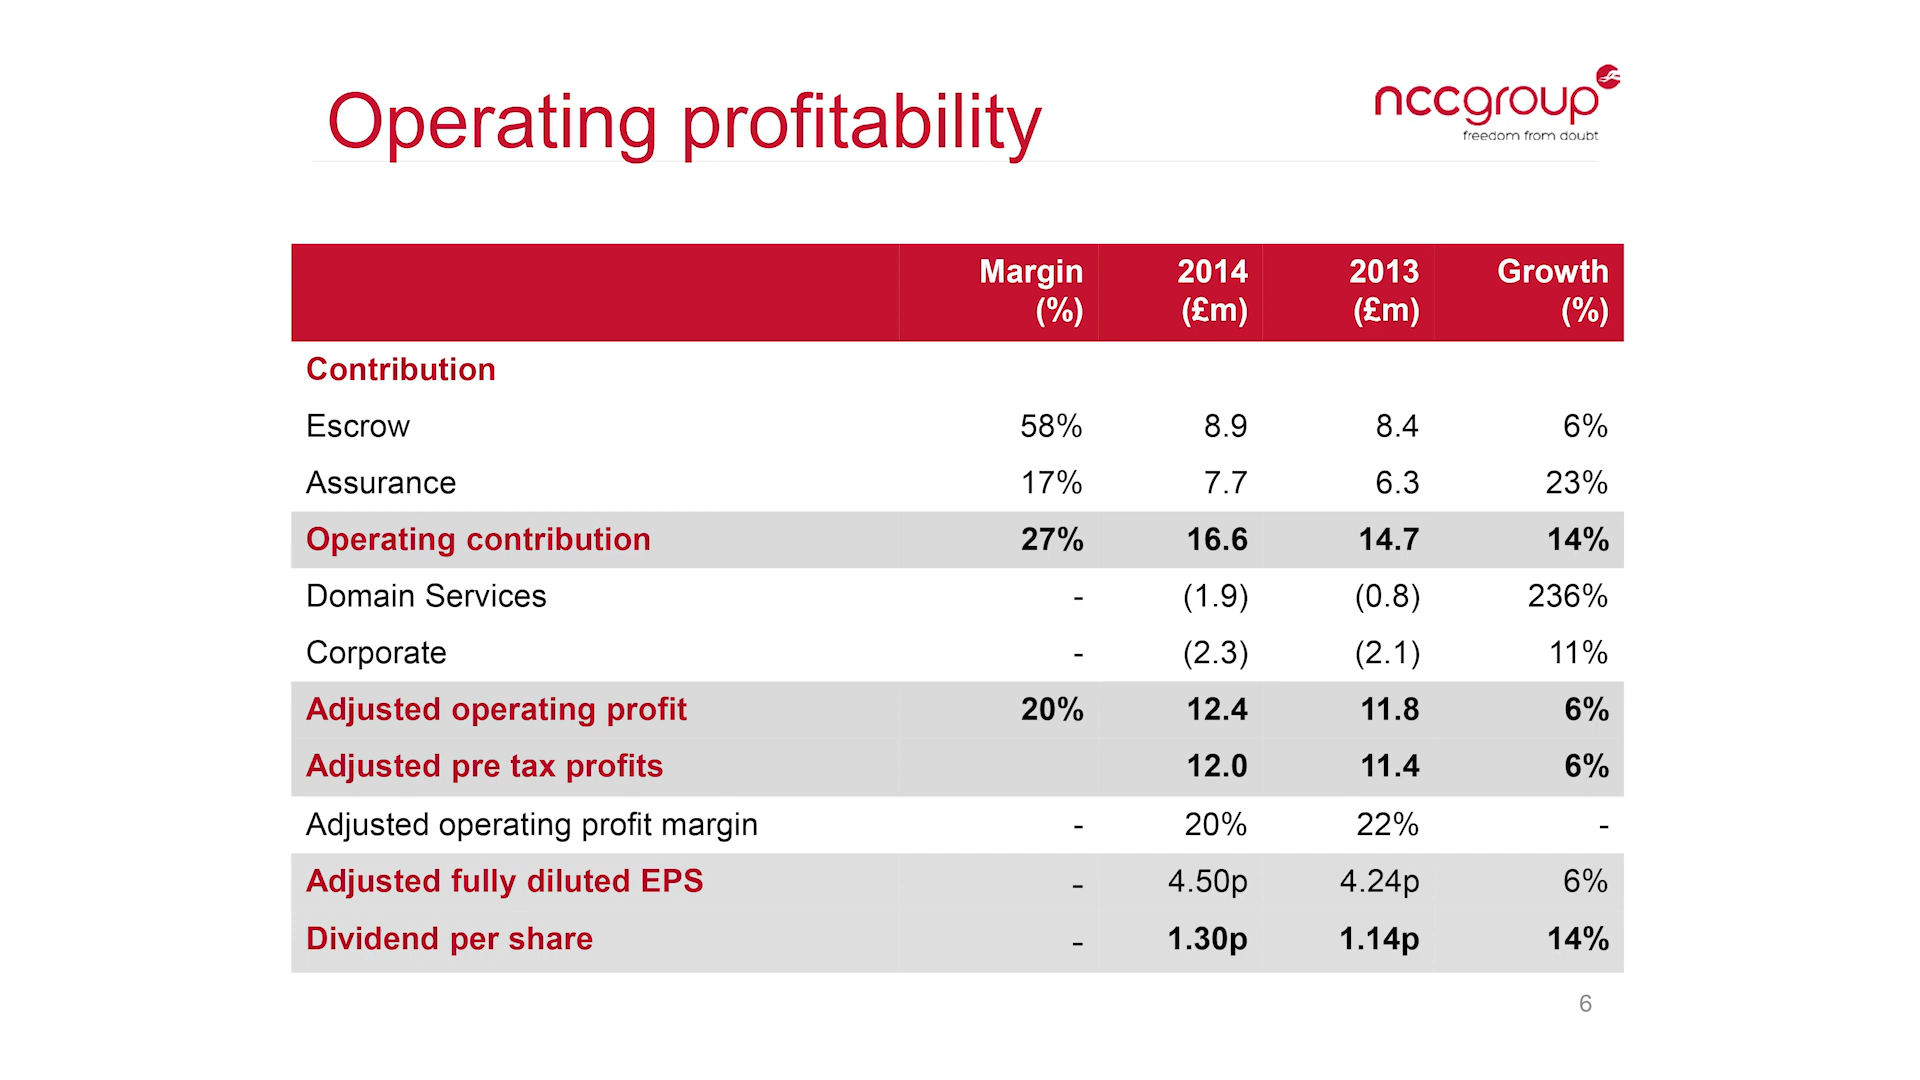 Operating profitability
nccgroup
freedom from doubt
Margin (%) 2014 (£m) 2013 (£m) Growth (%)
Contribution
Escrow 58% 8.9 8.4 6%
Assurance 17% 7.7 6.3 23%
Operating contribution 27% 16.6 14.7 14%
Domain Services - (1.9) (0.8) 236%
Corporate - (2.3) (2.1) 11%
Adjusted operating profit 20% 12.4 11.8 6%
Adjusted pre tax profits 12.0 11.4 6%
Adjusted operating profit margin - 20% 22% -
Adjusted fully diluted EPS - 4.50p 4.24p 6%
Dividend per share - 1.30p 1.14p 14%
6